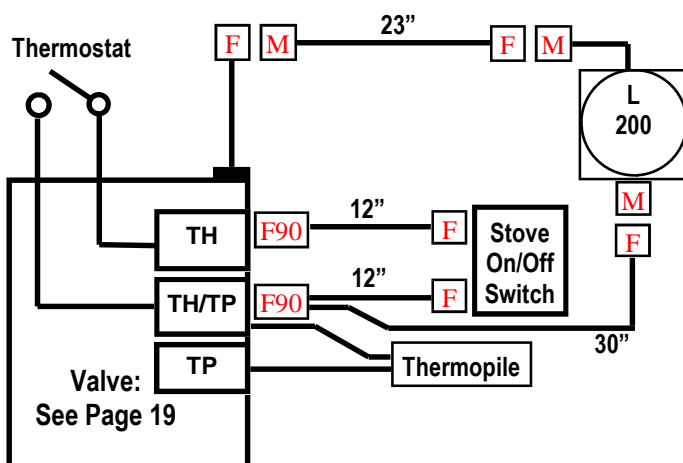 Thermostat
F M 23” F M
L
200
M
F
TH F90 12” F
Stove
On/Off
Switch
TH/TP F90 12” F
30”
TP
Thermopile
Valve:
See Page 19